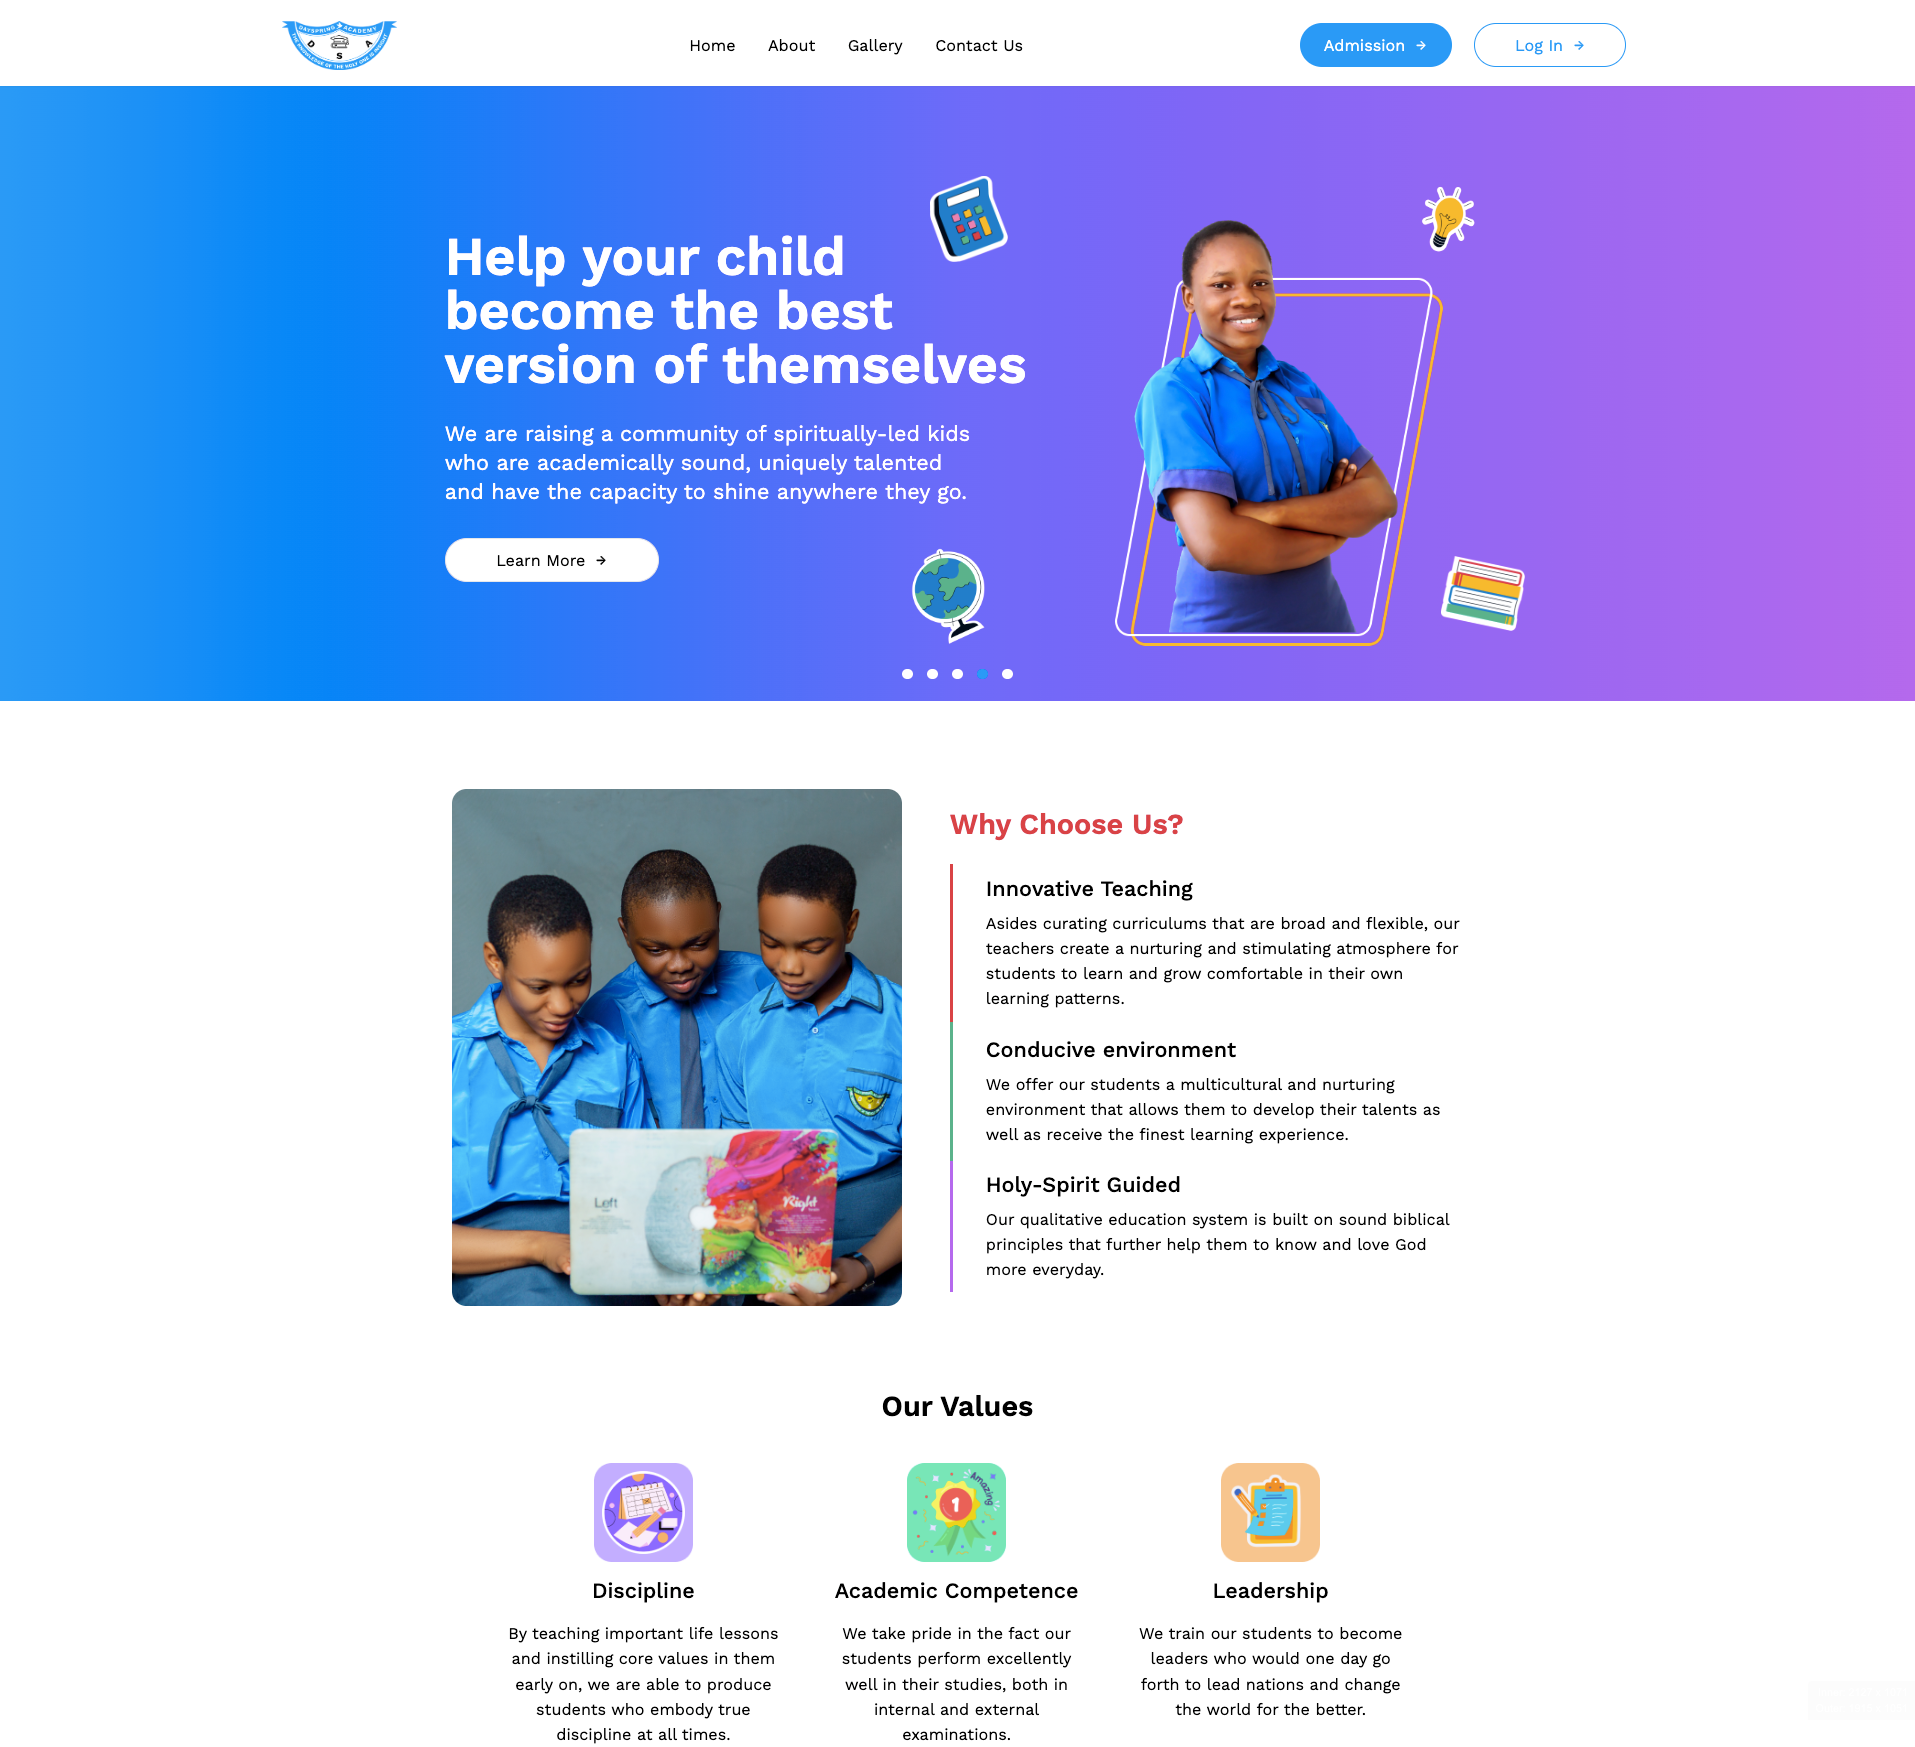 DAYSPRING ACADEMY
D S A
THE KNOWLEDGE OF THE HOLY ONE IS INSIGHT
Home About Gallery Contact Us
Admission →
Log In →
Help your child
become the best
version of themselves
We are raising a community of spiritually-led kids
who are academically sound, uniquely talented
and have the capacity to shine anywhere they go.
Learn More →
Left
Right
Why Choose Us?
Innovative Teaching
Asides curating curriculums that are broad and flexible, our
teachers create a nurturing and stimulating atmosphere for
students to learn and grow comfortable in their own
learning patterns.
Conducive environment
We offer our students a multicultural and nurturing
environment that allows them to develop their talents as
well as receive the finest learning experience.
Holy-Spirit Guided
Our qualitative education system is built on sound biblical
principles that further help them to know and love God
more everyday.
Our Values
Amazing
1
Discipline
By teaching important life lessons
and instilling core values in them
early on, we are able to produce
students who embody true
discipline at all times.
Academic Competence
We take pride in the fact our
students perform excellently
well in their studies, both in
internal and external
examinations.
Leadership
We train our students to become
leaders who would one day go
forth to lead nations and change
the world for the better.